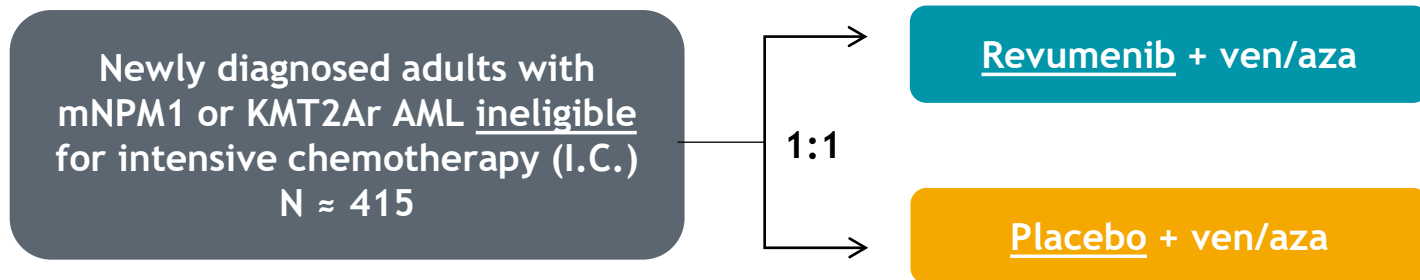 Newly diagnosed adults with
mNPM1 or KMT2Ar AML ineligible
for intensive chemotherapy (I.C.)
N ≈ 415
1:1
Revumenib + ven/aza
Placebo + ven/aza